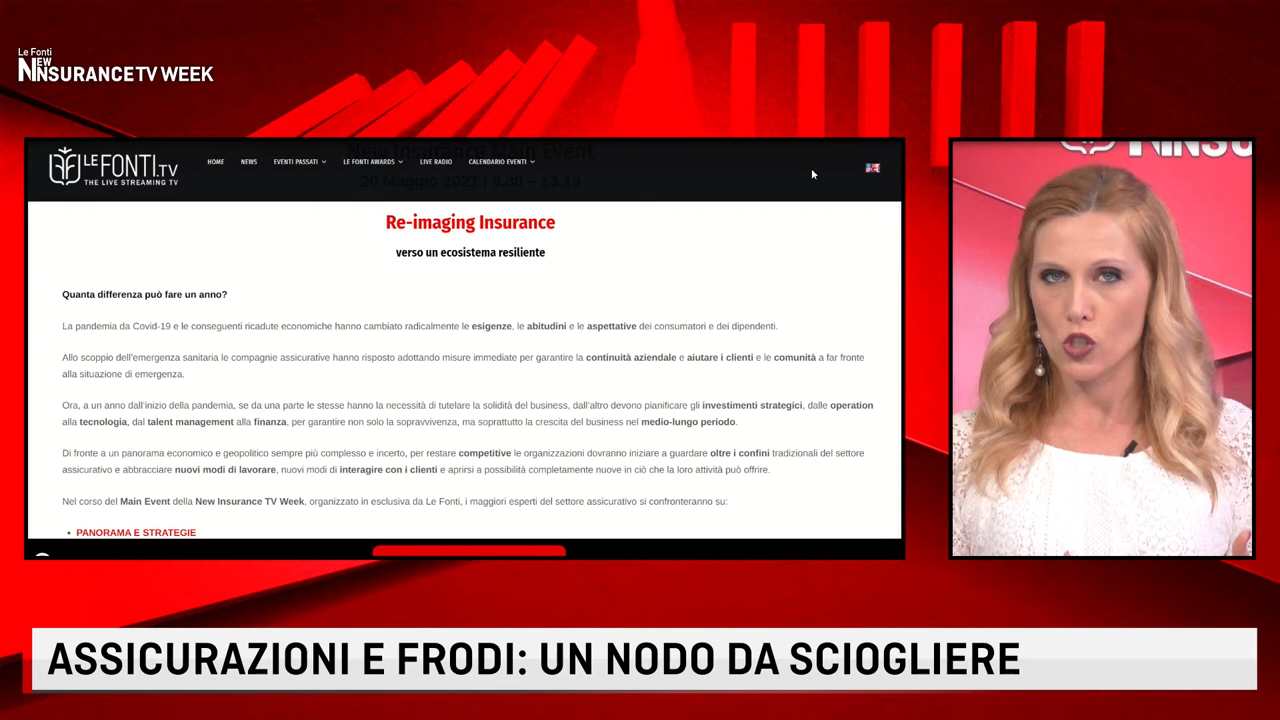 Le Fonti
NEW
INSURANCE TV WEEK
LE FONTI.TV
THE LIVE STREAMING TV
HOME NEWS EVENTI PASSATI LE FONTI AWARDS LIVE RADIO CALENDARIO EVENTI
New Insurance Main Event
20 Maggio 2021 | 9.30 – 13.15
Re-imaging Insurance
verso un ecosistema resiliente
Quanta differenza può fare un anno?
La pandemia da Covid-19 e le conseguenti ricadute economiche hanno cambiato radicalmente le esigenze, le abitudini e le aspettative dei consumatori e dei dipendenti.
Allo scoppio dell'emergenza sanitaria le compagnie assicurative hanno risposto adottando misure immediate per garantire la continuità aziendale e aiutare i clienti e le comunità a far fronte
alla situazione di emergenza.
Ora, a un anno dall'inizio della pandemia, se da una parte le stesse hanno la necessità di tutelare la solidità del business, dall'altro devono pianificare gli investimenti strategici, dalle operation
alla tecnologia, dal talent management alla finanza, per garantire non solo la sopravvivenza, ma soprattutto la crescita del business nel medio-lungo periodo.
Di fronte a un panorama economico e geopolitico sempre più complesso e incerto, per restare competitive le organizzazioni dovranno iniziare a guardare oltre i confini tradizionali del settore
assicurativo e abbracciare nuovi modi di lavorare, nuovi modi di interagire con i clienti e aprirsi a possibilità completamente nuove in ciò che la loro attività può offrire.
Nel corso del Main Event della New Insurance TV Week, organizzato in esclusiva da Le Fonti, i maggiori esperti del settore assicurativo si confronteranno su:
• PANORAMA E STRATEGIE
ASSICURAZIONI E FRODI: UN NODO DA SCIOGLIERE